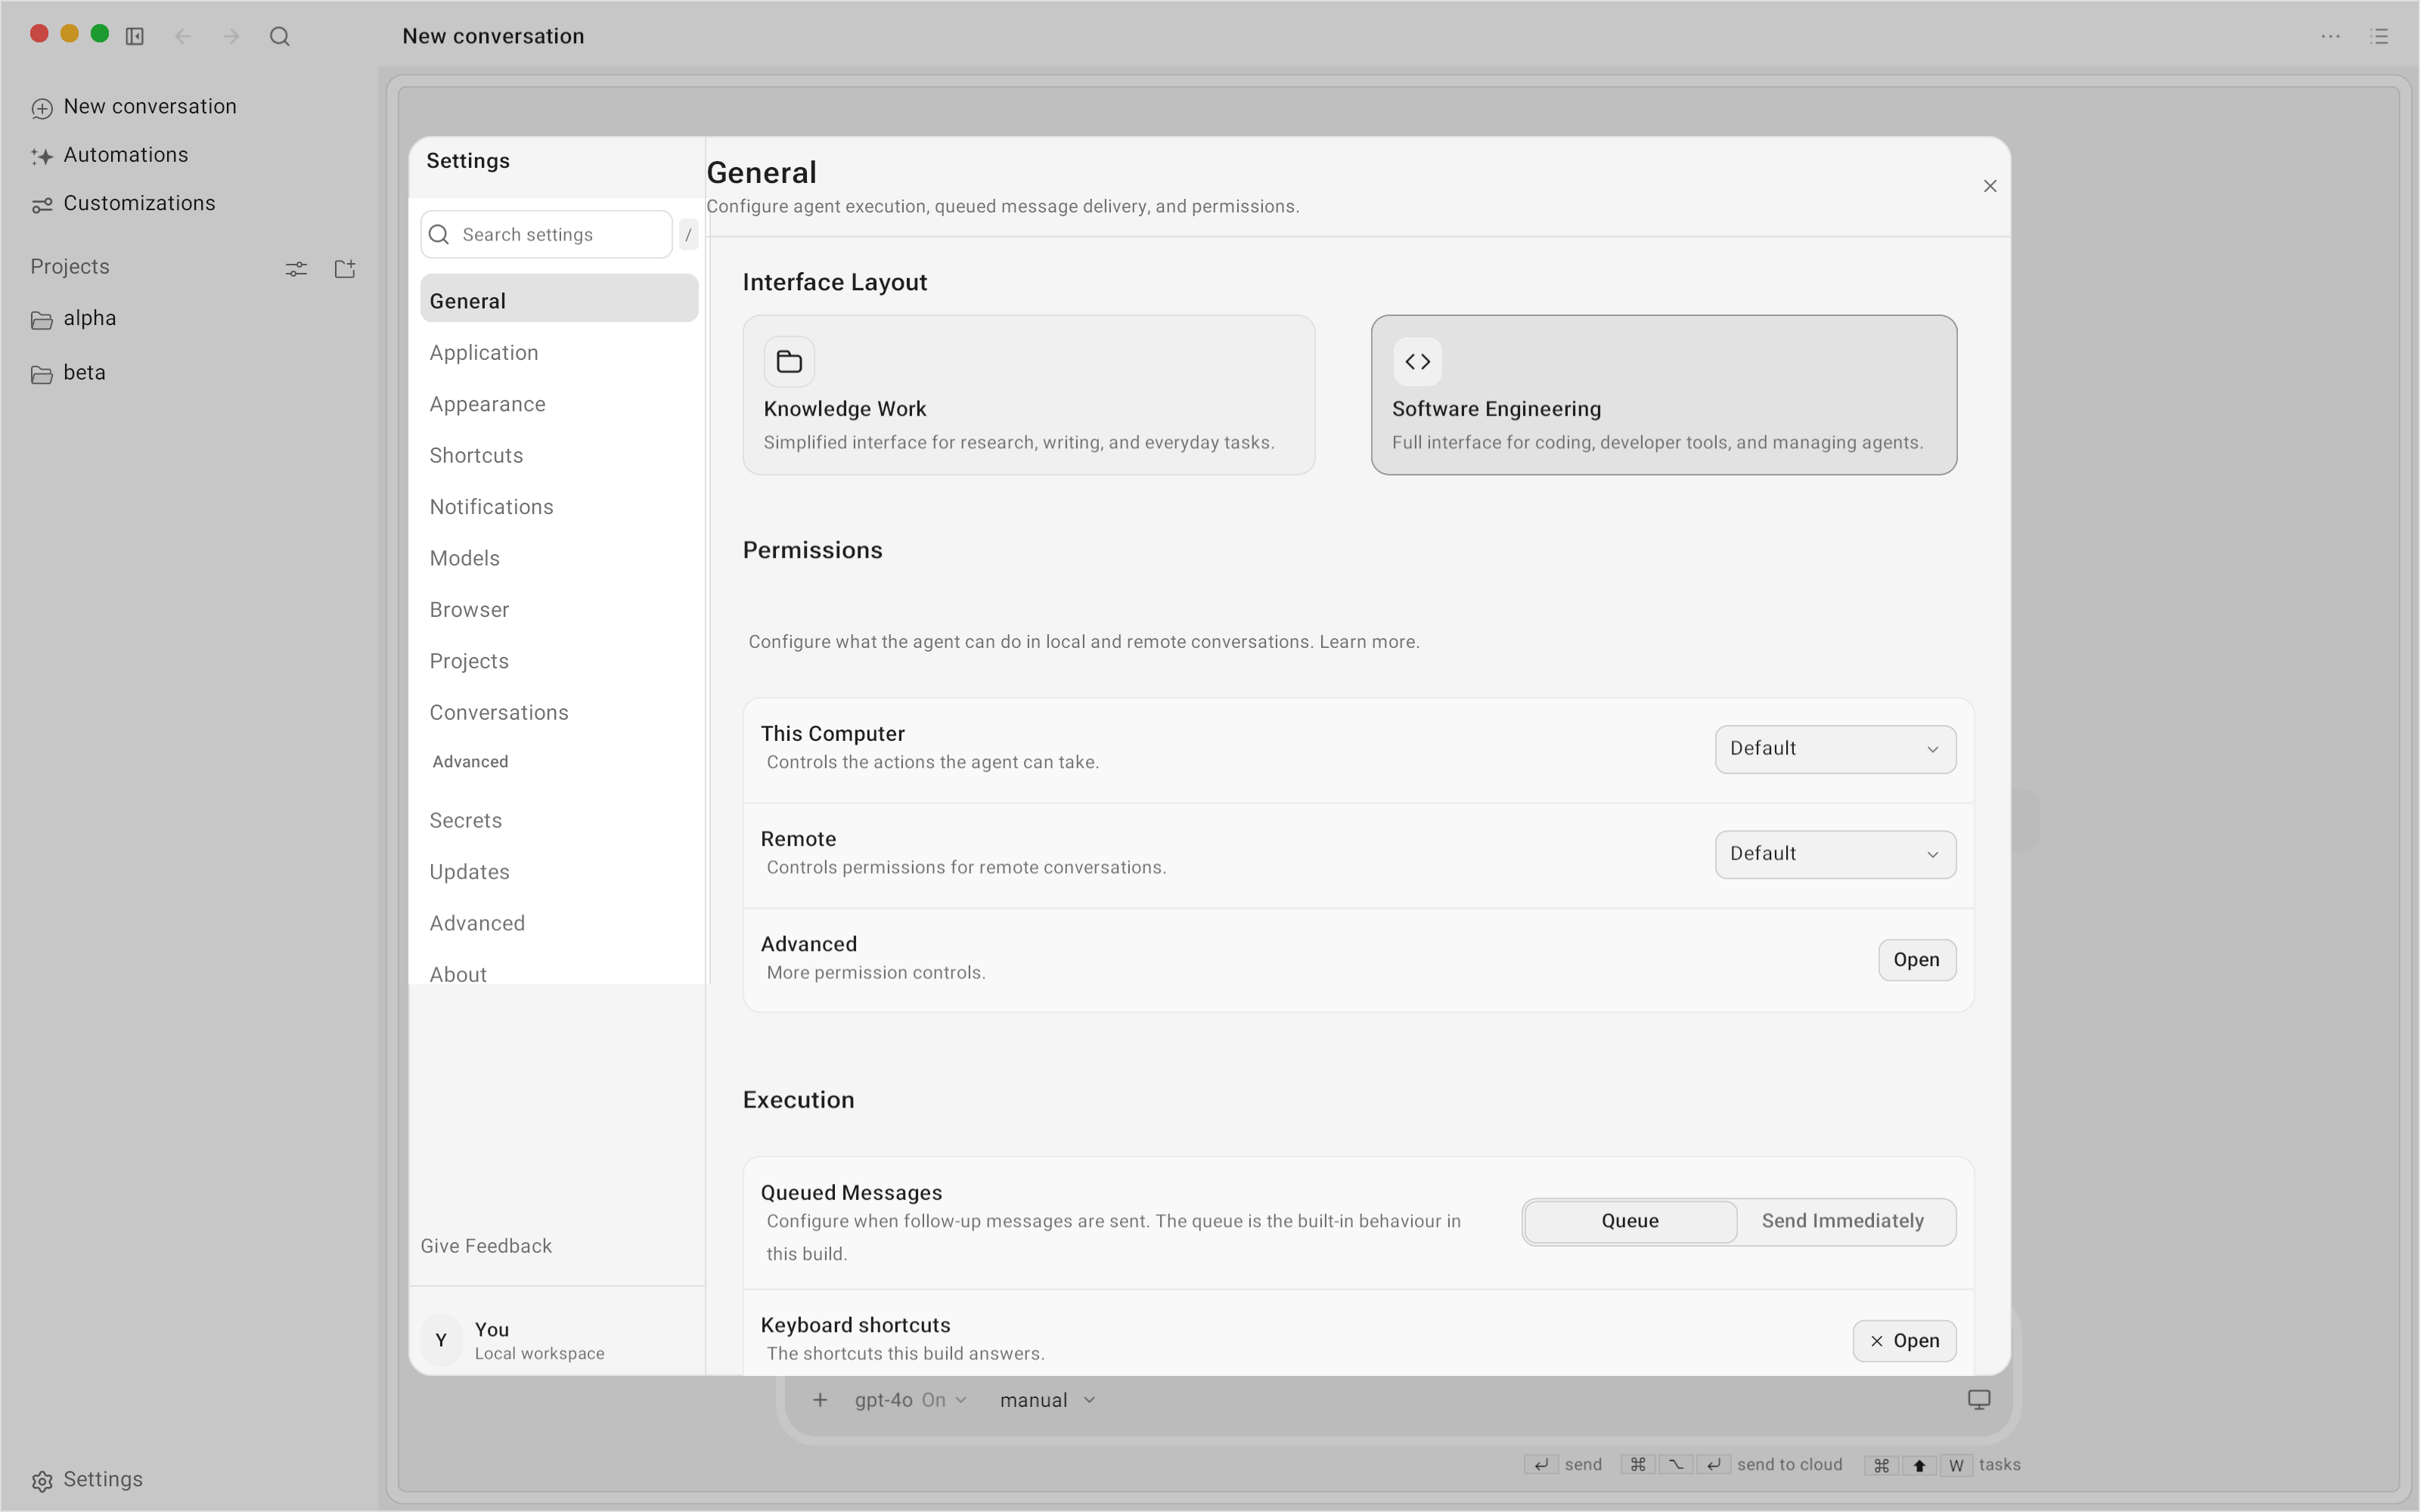 New conversation
New conversation
Automations
Customizations
Projects
alpha
beta
Settings
Settings
Search settings
/
General
Application
Appearance
Shortcuts
Notifications
Models
Browser
Projects
Conversations
Advanced
Secrets
Updates
Advanced
About
Give Feedback
Y
You
Local workspace
General
Configure agent execution, queued message delivery, and permissions.
Interface Layout
Knowledge Work
Simplified interface for research, writing, and everyday tasks.
Software Engineering
Full interface for coding, developer tools, and managing agents.
Permissions
Configure what the agent can do in local and remote conversations. Learn more.
This Computer
Controls the actions the agent can take.
Default
Remote
Controls permissions for remote conversations.
Default
Advanced
More permission controls.
Open
Execution
Queued Messages
Configure when follow-up messages are sent. The queue is the built-in behaviour in
this build.
Queue
Send Immediately
Keyboard shortcuts
The shortcuts this build answers.
Open
gpt-4o On
manual
send
send to cloud
W tasks